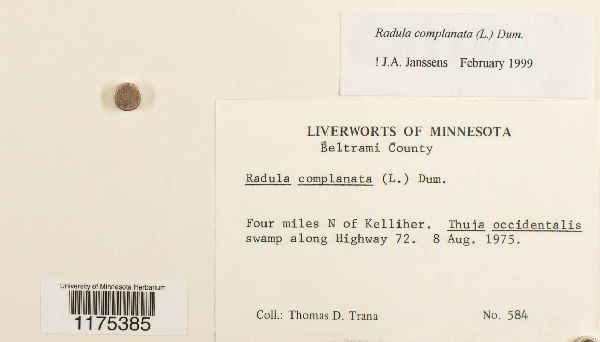 Radula complanata (L.) Dum.
! J.A. Janssens February 1999
LIVERWORTS OF MINNESOTA
Beltrami County
Radula complanata (L.) Dum.
Four miles N of Kelliher. Thuja occidentalis
swamp along Highway 72. 8 Aug. 1975.
Coll.: Thomas D. Trana No. 584
University of Minnesota Herbarium
1175385